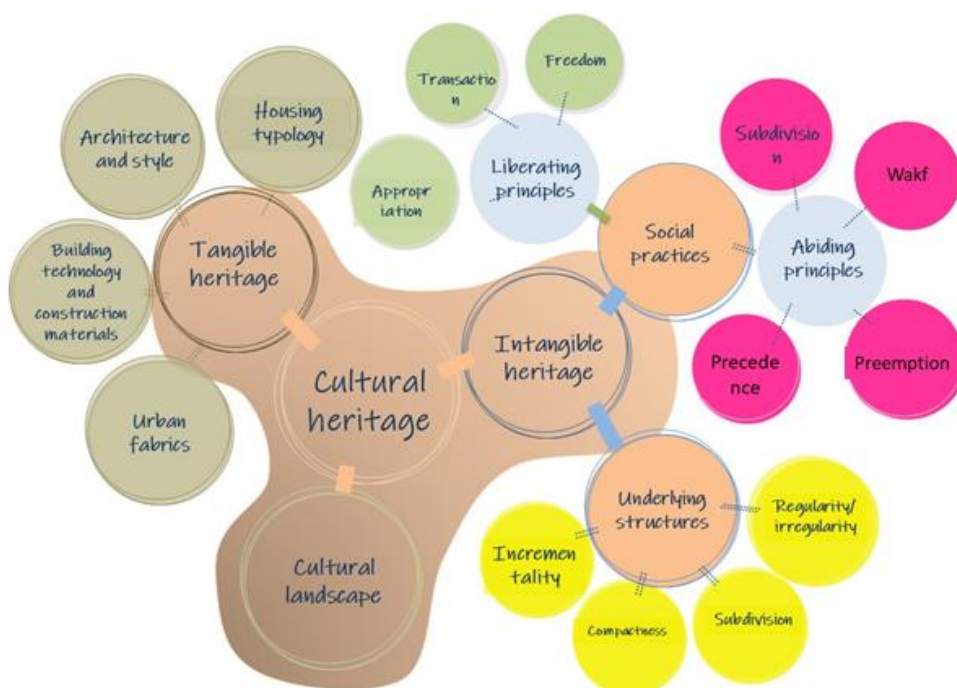 Transactio
n
Freedom
Housing
typology
Architecture
and style
Liberating
principles
Subdivisio
n
Wakf
Appropr
iation
Social
practices
Abiding
principles
Tangible
heritage
Building
technology
and
construction
materials
Intangible
heritage
Precede
nce
Preemption
Cultural
heritage
Urban
fabrics
Underlying
structures
Regularity/
irregularity
Incremen
tality
Cultural
landscape
Compactness
Subdivision